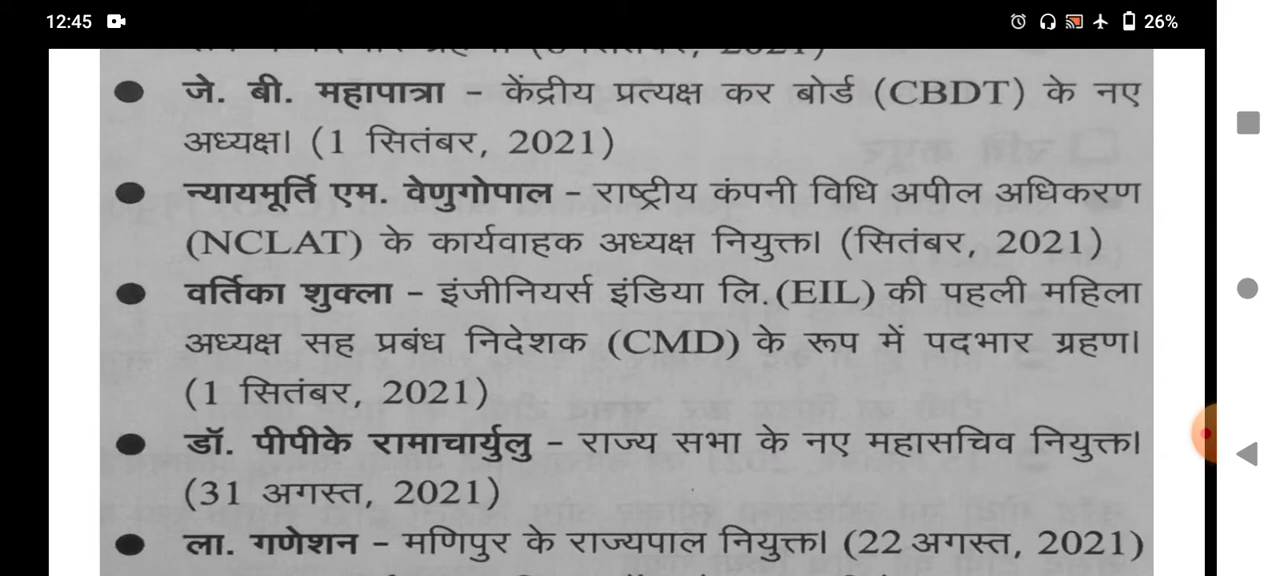 12:45
26%
2021)
जे. बी. महापात्रा - केंद्रीय प्रत्यक्ष कर बोर्ड (CBDT) के नए
अध्यक्ष। (1 सितंबर, 2021)
न्यायमूर्ति एम. वेणुगोपाल - राष्ट्रीय कंपनी विधि अपील अधिकरण
(NCLAT) के कार्यवाहक अध्यक्ष नियुक्त। (सितंबर, 2021)
वर्तिका शुक्ला - इंजीनियर्स इंडिया लि. (EIL) की पहली महिला
अध्यक्ष सह प्रबंध निदेशक (CMD) के रूप में पदभार ग्रहण।
(1 सितंबर, 2021)
डॉ. पीपीके रामाचार्युलु - राज्य सभा के नए महासचिव नियुक्त।
(31 अगस्त, 2021)
ला. गणेशन - मणिपुर के राज्यपाल नियुक्त। (22 अगस्त, 2021)